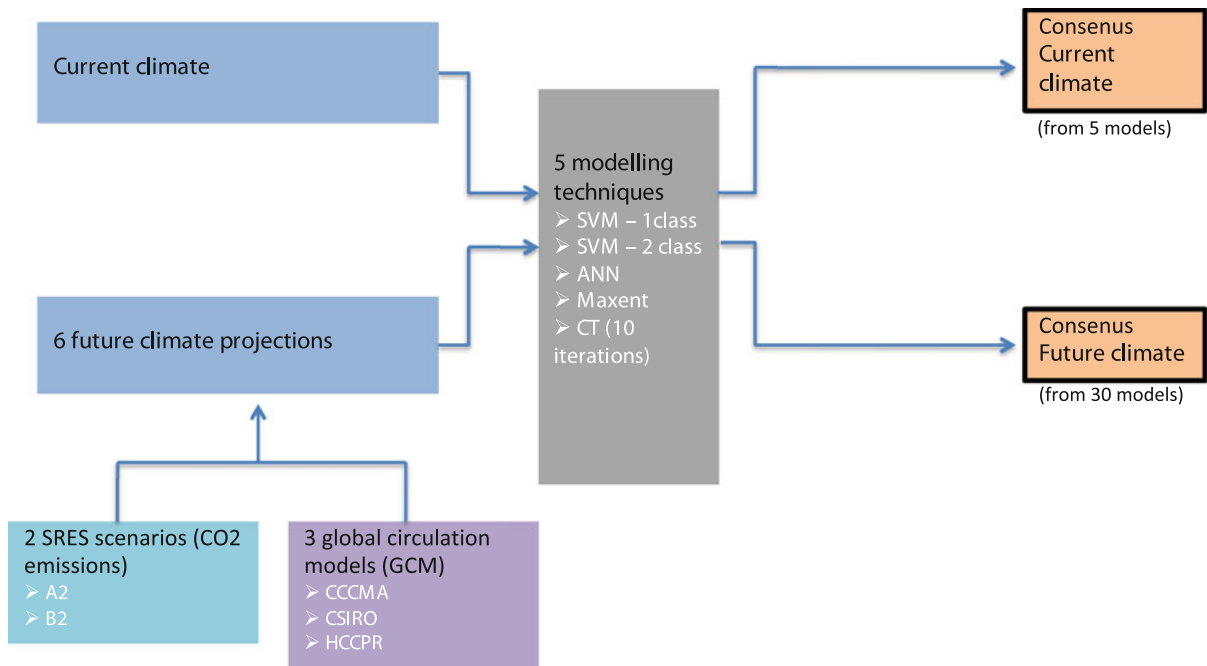 Current climate
6 future climate projections
2 SRES scenarios (CO2
emissions)
➢ A2
➢ B2
3 global circulation
models (GCM)
➢ CCCMA
➢ CSIRO
➢ HCCPR
5 modelling
techniques
➢ SVM – 1class
➢ SVM – 2 class
➢ ANN
➢ Maxent
➢ CT (10
iterations)
Consenus
Current
climate
(from 5 models)
Consenus
Future climate
(from 30 models)